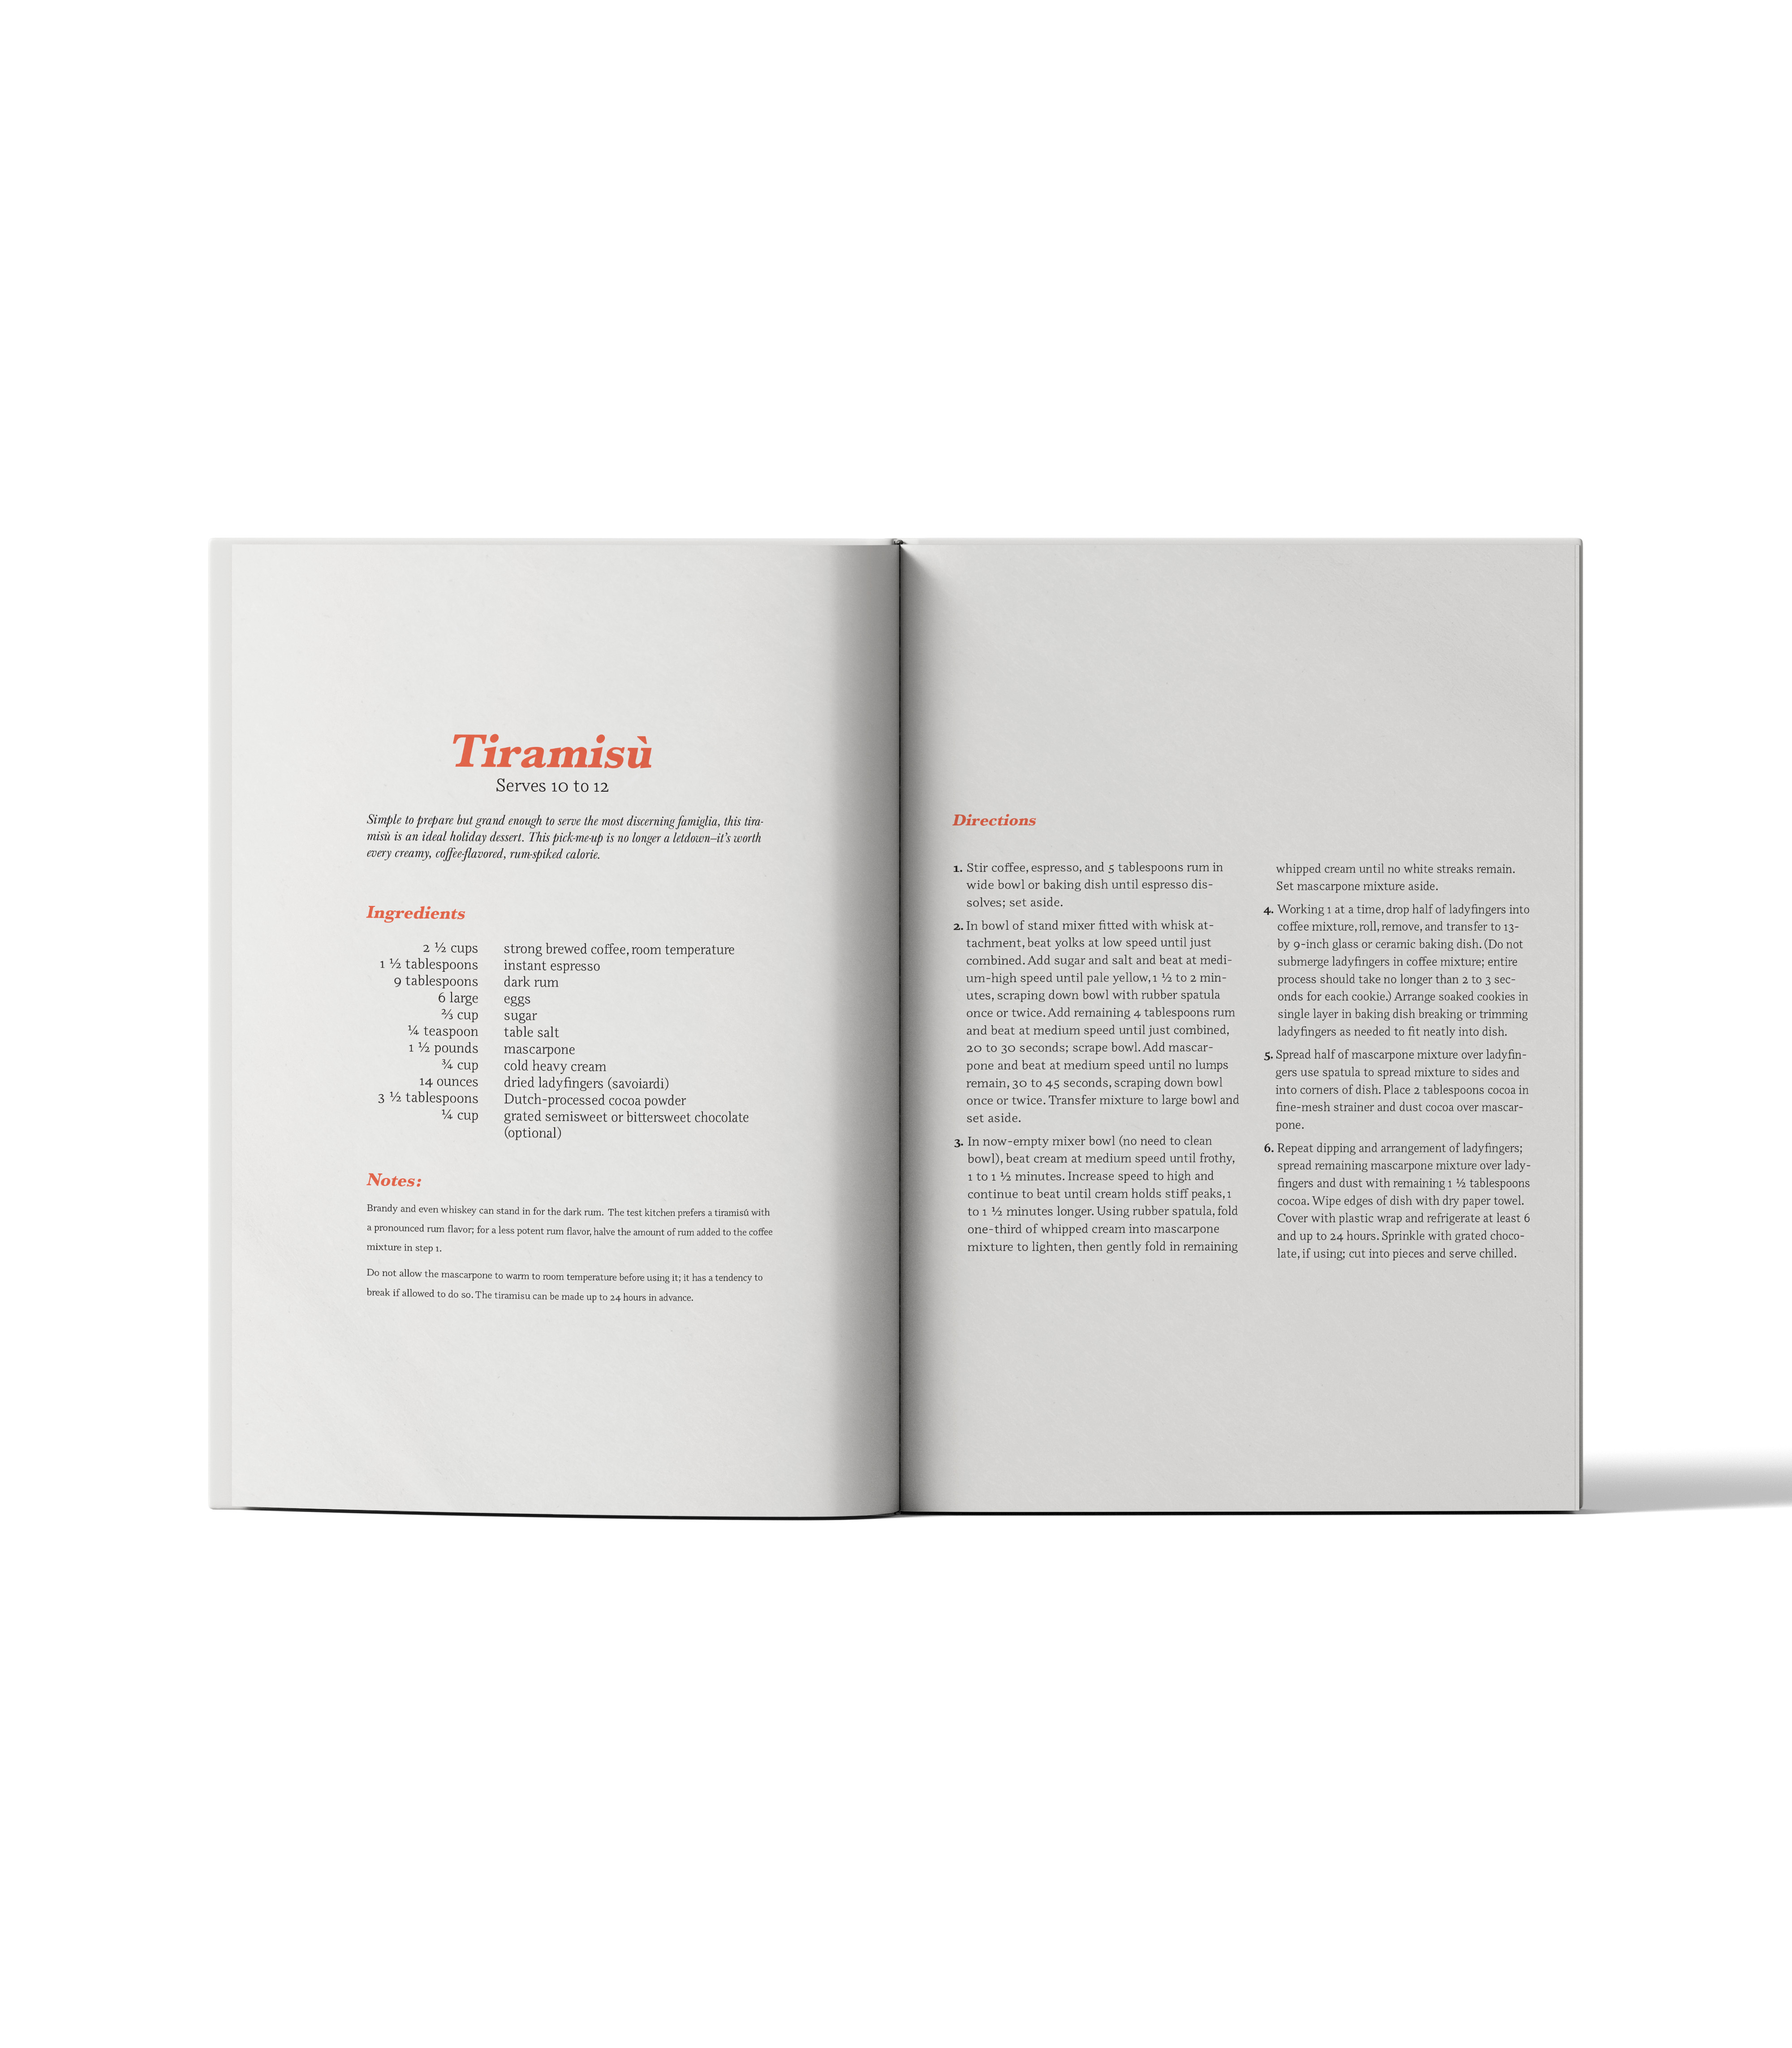 Tiramisù
Serves 10 to 12
Simple to prepare but grand enough to serve the most discerning famiglia, this tira-
misù is an ideal holiday dessert. This pick-me-up is no longer a letdown—it's worth
every creamy, coffee-flavored, rum-spiked calorie.
Ingredients
2 ½ cups strong brewed coffee, room temperature
1 ½ tablespoons instant espresso
9 tablespoons dark rum
6 large eggs
⅔ cup sugar
¼ teaspoon table salt
1 ½ pounds mascarpone
¾ cup cold heavy cream
14 ounces dried ladyfingers (savoiardi)
3 ½ tablespoons Dutch-processed cocoa powder
¼ cup grated semisweet or bittersweet chocolate
(optional)
Notes:
Brandy and even whiskey can stand in for the dark rum. The test kitchen prefers a tiramisû with
a pronounced rum flavor; for a less potent rum flavor, halve the amount of rum added to the coffee
mixture in step 1.
Do not allow the mascarpone to warm to room temperature before using it; it has a tendency to
break if allowed to do so. The tiramisu can be made up to 24 hours in advance.
Directions
1. Stir coffee, espresso, and 5 tablespoons rum in
wide bowl or baking dish until espresso dis-
solves; set aside.
2. In bowl of stand mixer fitted with whisk at-
tachment, beat yolks at low speed until just
combined. Add sugar and salt and beat at medi-
um-high speed until pale yellow, 1 ½ to 2 min-
utes, scraping down bowl with rubber spatula
once or twice. Add remaining 4 tablespoons rum
and beat at medium speed until just combined,
20 to 30 seconds; scrape bowl. Add mascar-
pone and beat at medium speed until no lumps
remain, 30 to 45 seconds, scraping down bowl
once or twice. Transfer mixture to large bowl and
set aside.
3. In now-empty mixer bowl (no need to clean
bowl), beat cream at medium speed until frothy,
1 to 1 ½ minutes. Increase speed to high and
continue to beat until cream holds stiff peaks, 1
to 1 ½ minutes longer. Using rubber spatula, fold
one-third of whipped cream into mascarpone
mixture to lighten, then gently fold in remaining
whipped cream until no white streaks remain.
Set mascarpone mixture aside.
4. Working 1 at a time, drop half of ladyfingers into
coffee mixture, roll, remove, and transfer to 13-
by 9-inch glass or ceramic baking dish. (Do not
submerge ladyfingers in coffee mixture; entire
process should take no longer than 2 to 3 sec-
onds for each cookie.) Arrange soaked cookies in
single layer in baking dish breaking or trimming
ladyfingers as needed to fit neatly into dish.
5. Spread half of mascarpone mixture over ladyfin-
gers use spatula to spread mixture to sides and
into corners of dish. Place 2 tablespoons cocoa in
fine-mesh strainer and dust cocoa over mascar-
pone.
6. Repeat dipping and arrangement of ladyfingers;
spread remaining mascarpone mixture over lady-
fingers and dust with remaining 1 ½ tablespoons
cocoa. Wipe edges of dish with dry paper towel.
Cover with plastic wrap and refrigerate at least 6
and up to 24 hours. Sprinkle with grated choco-
late, if using; cut into pieces and serve chilled.